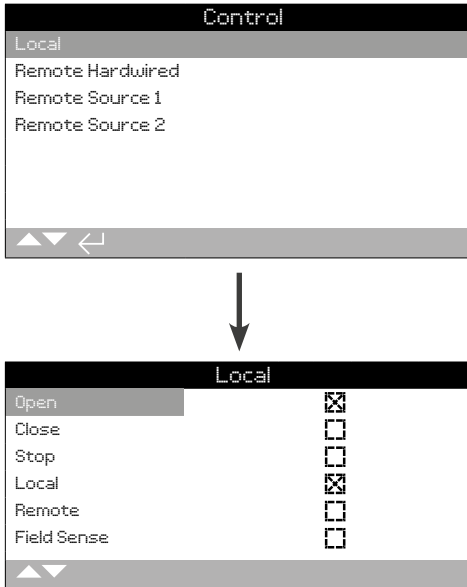 Control
Local
Remote Hardwired
Remote Source 1
Remote Source 2
Local
Open
Close
Stop
Local
Remote
Field Sense